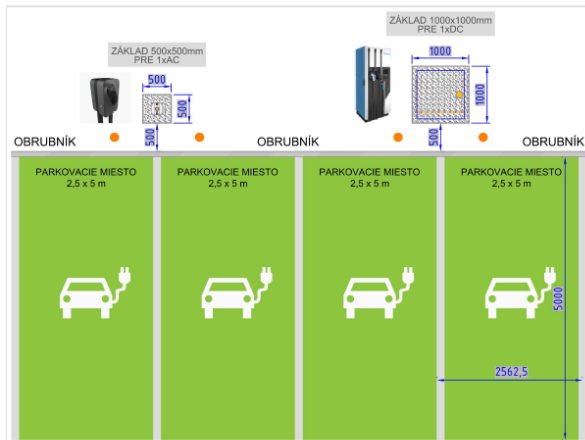 ZÁKLAD 500x500mm
PRE 1xAC
ZÁKLAD 1000x1000mm
PRE 1xDC
500
500
500
1000
1000
500
OBRUBNÍK
OBRUBNÍK
OBRUBNÍK
PARKOVACIE MIESTO
2,5 x 5 m
PARKOVACIE MIESTO
2,5 x 5 m
PARKOVACIE MIESTO
2,5 x 5 m
PARKOVACIE MIESTO
2,5 x 5 m
5000
2562,5